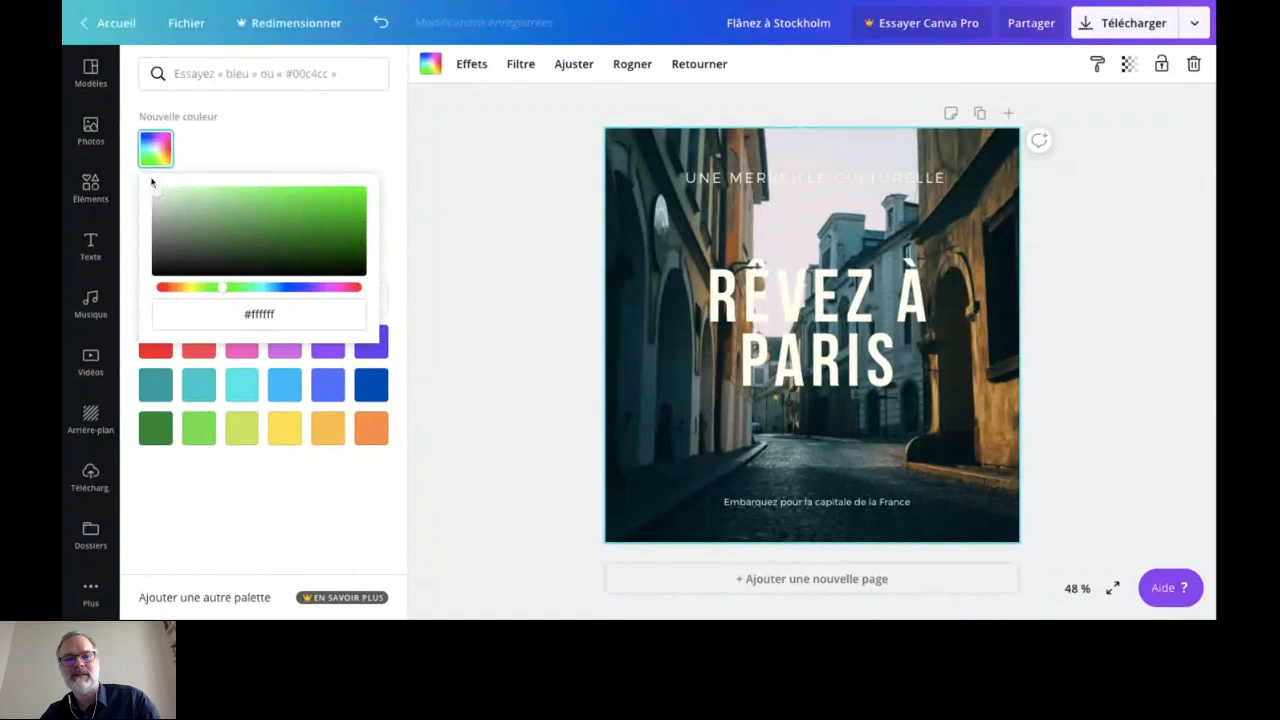 Accueil
Fichier
Redimensionner
Modifications enregistrées
Flânez à Stockholm
Essayer Canva Pro
Partager
Télécharger
Modèles
Photos
Éléments
Texte
Musique
Vidéos
Arrière-plan
Télécharg.
Dossiers
Plus
Essayez « bleu » ou « #00c4cc »
Nouvelle couleur
#ffffff
Ajouter une autre palette
EN SAVOIR PLUS
Effets
Filtre
Ajuster
Rogner
Retourner
UNE MERVEILLE CULTURELLE
RÊVEZ À
PARIS
Embarquez pour la capitale de la France
+ Ajouter une nouvelle page
48 %
Aide ?